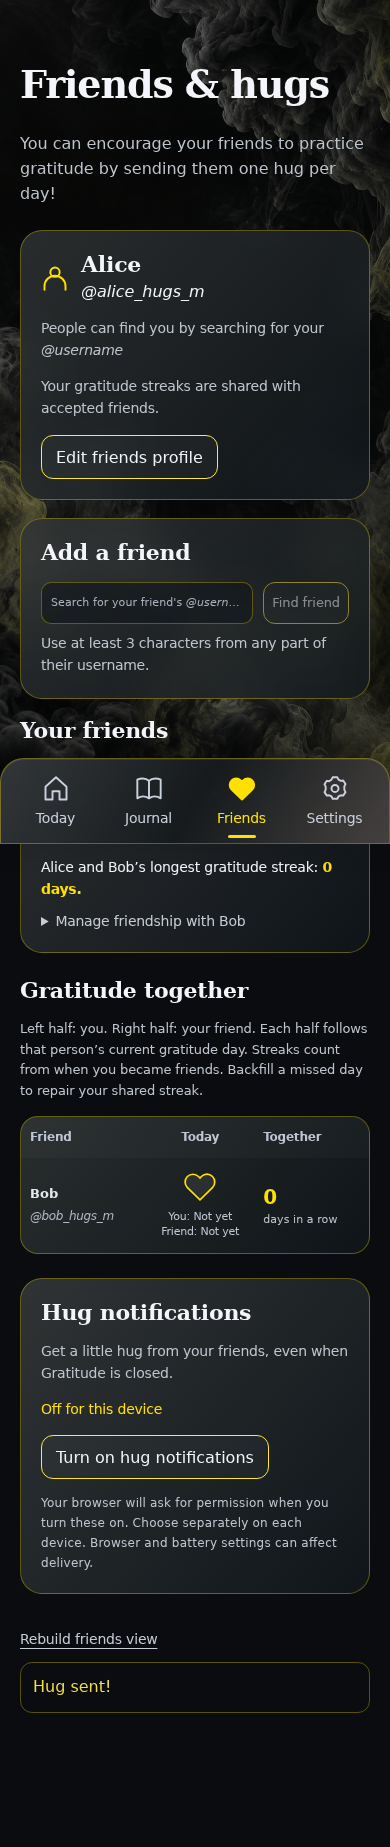 Friends & hugs
You can encourage your friends to practice
gratitude by sending them one hug per
day!
Alice
@alice_hugs_m
People can find you by searching for your
@username
Your gratitude streaks are shared with
accepted friends.
Edit friends profile
Add a friend
Search for your friend's @usern...
Find friend
Use at least 3 characters from any part of
their username.
Your friends
Today
Journal
Friends
Settings
Alice and Bob’s longest gratitude streak: 0
days.
▶ Manage friendship with Bob
Gratitude together
Left half: you. Right half: your friend. Each half follows
that person’s current gratitude day. Streaks count
from when you became friends. Backfill a missed day
to repair your shared streak.
Friend Today Together
Bob
@bob_hugs_m
You: Not yet
Friend: Not yet
0
days in a row
Hug notifications
Get a little hug from your friends, even when
Gratitude is closed.
Off for this device
Turn on hug notifications
Your browser will ask for permission when you
turn these on. Choose separately on each
device. Browser and battery settings can affect
delivery.
Rebuild friends view
Hug sent!